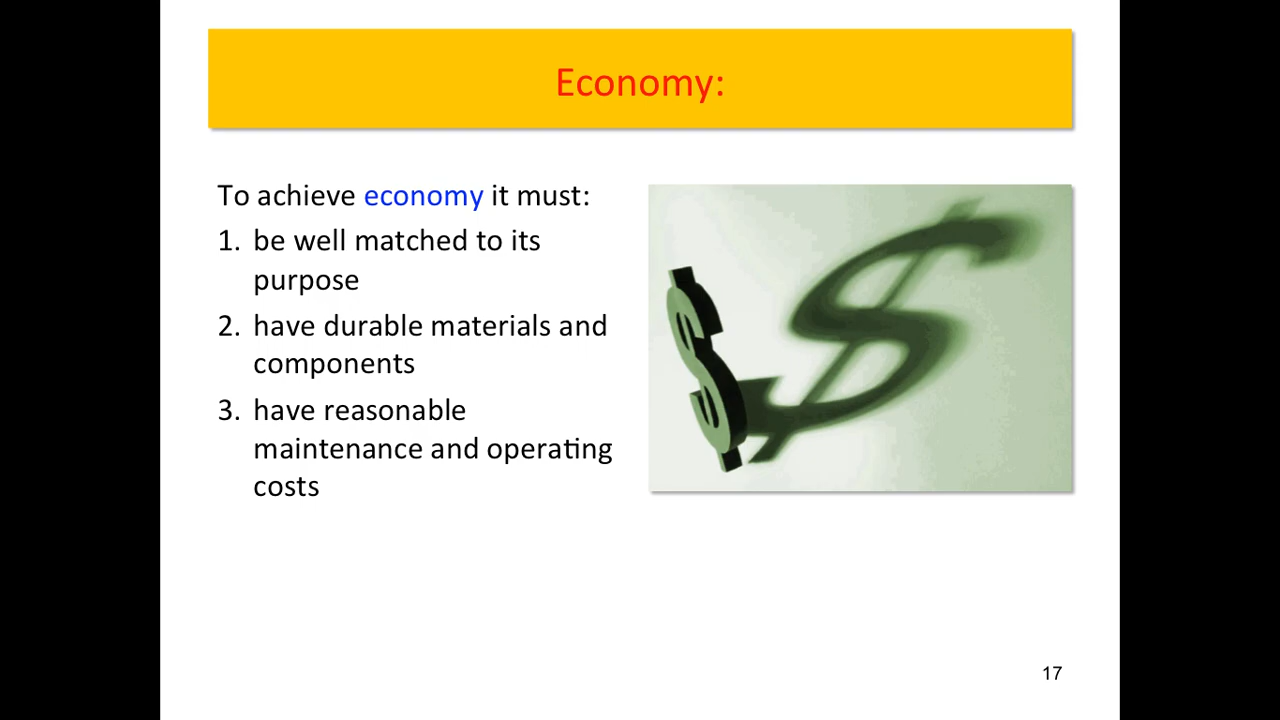 Economy:
To achieve economy it must:
1. be well matched to its
purpose
2. have durable materials and
components
3. have reasonable
maintenance and operating
costs
17